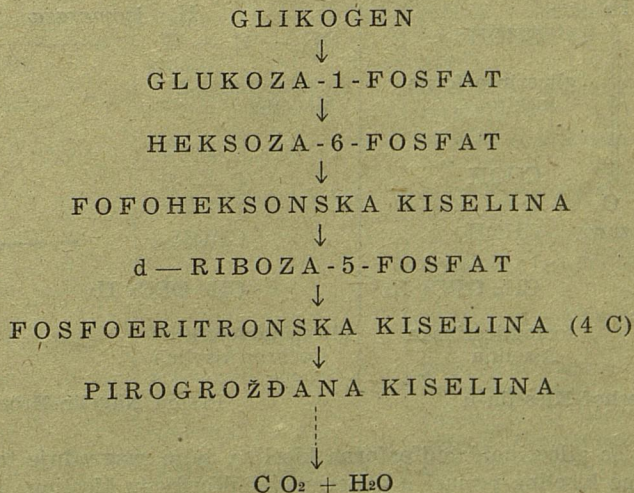 GLIKOGEN
↓
GLUKOZA-1-FOSFAT
↓
HEKSOZA-6-FOSFAT
↓
FOFOHEKSONSKA KISELINA
↓
d — RIBOZA-5-FOSFAT
↓
FOSFOERITRONSKA KISELINA (4 C)
↓
PIROGROŽĐANA KISELINA
↓
C O₂ + H₂O